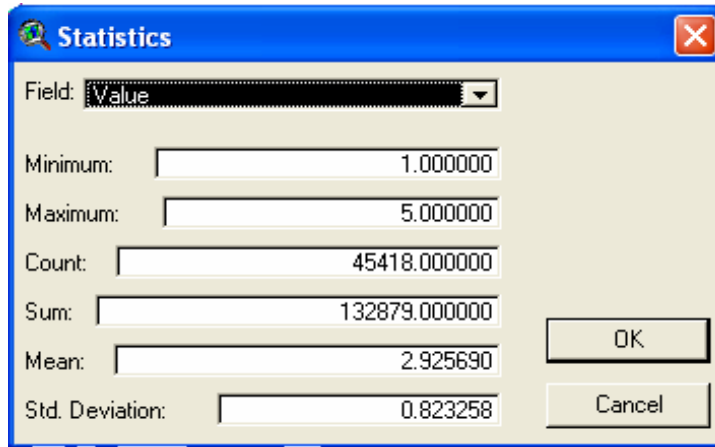 Statistics
Field: Value
Minimum: 1.000000
Maximum: 5.000000
Count: 45418.000000
Sum: 132879.000000
Mean: 2.925690
Std. Deviation: 0.823258
OK
Cancel